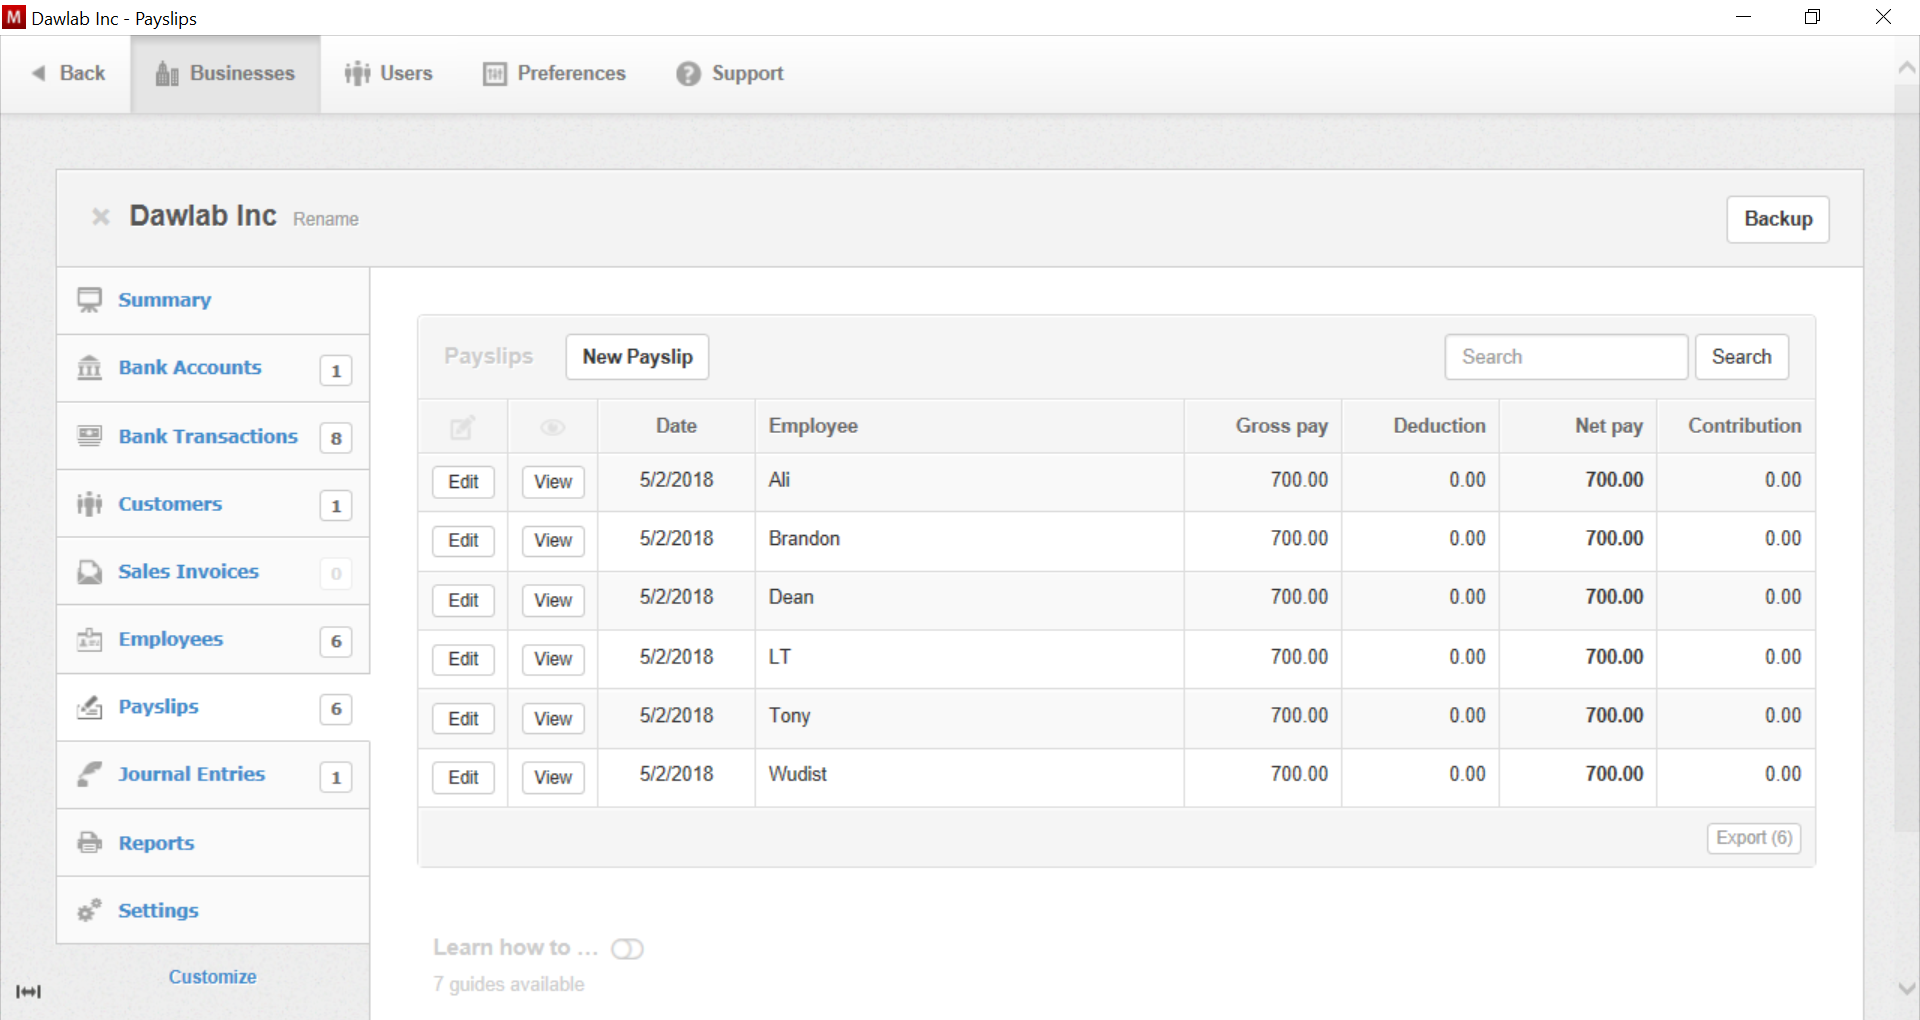 M Dawlab Inc - Payslips
Back Businesses Users Preferences Support
Dawlab Inc Rename Backup
Summary
Bank Accounts 1
Bank Transactions 8
Customers 1
Sales Invoices 0
Employees 6
Payslips 6
Journal Entries 1
Reports
Settings
Customize
Payslips New Payslip Search Search
Date Employee Gross pay Deduction Net pay Contribution
Edit View 5/2/2018 Ali 700.00 0.00 700.00 0.00
Edit View 5/2/2018 Brandon 700.00 0.00 700.00 0.00
Edit View 5/2/2018 Dean 700.00 0.00 700.00 0.00
Edit View 5/2/2018 LT 700.00 0.00 700.00 0.00
Edit View 5/2/2018 Tony 700.00 0.00 700.00 0.00
Edit View 5/2/2018 Wudist 700.00 0.00 700.00 0.00
Export (6)
Learn how to ...
7 guides available